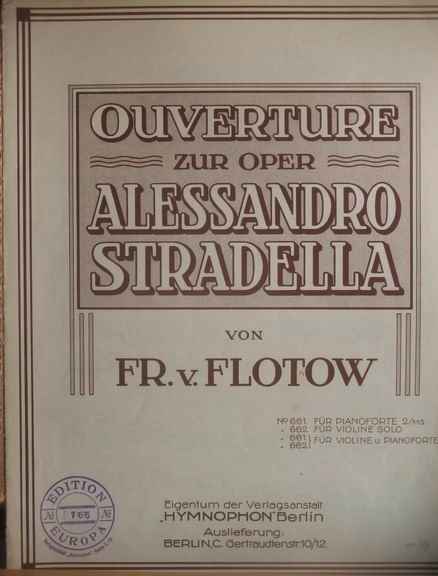 OUVERTURE
ZUR OPER
ALESSANDRO
STRADELLA
VON
FR. v. FLOTOW
No 661. FÜR PIANOFORTE 2/MS
" 662. FÜR VIOLINE SOLO
" 661.} FÜR VIOLINE u. PIANOFORTE
" 662.}
EDITION
No 766 No
EUROPA
Eigentum der Verlagsanstalt
„HYMNOPHON" Berlin
Auslieferung:
BERLIN, C. Gertraudtenstr. 10/12.